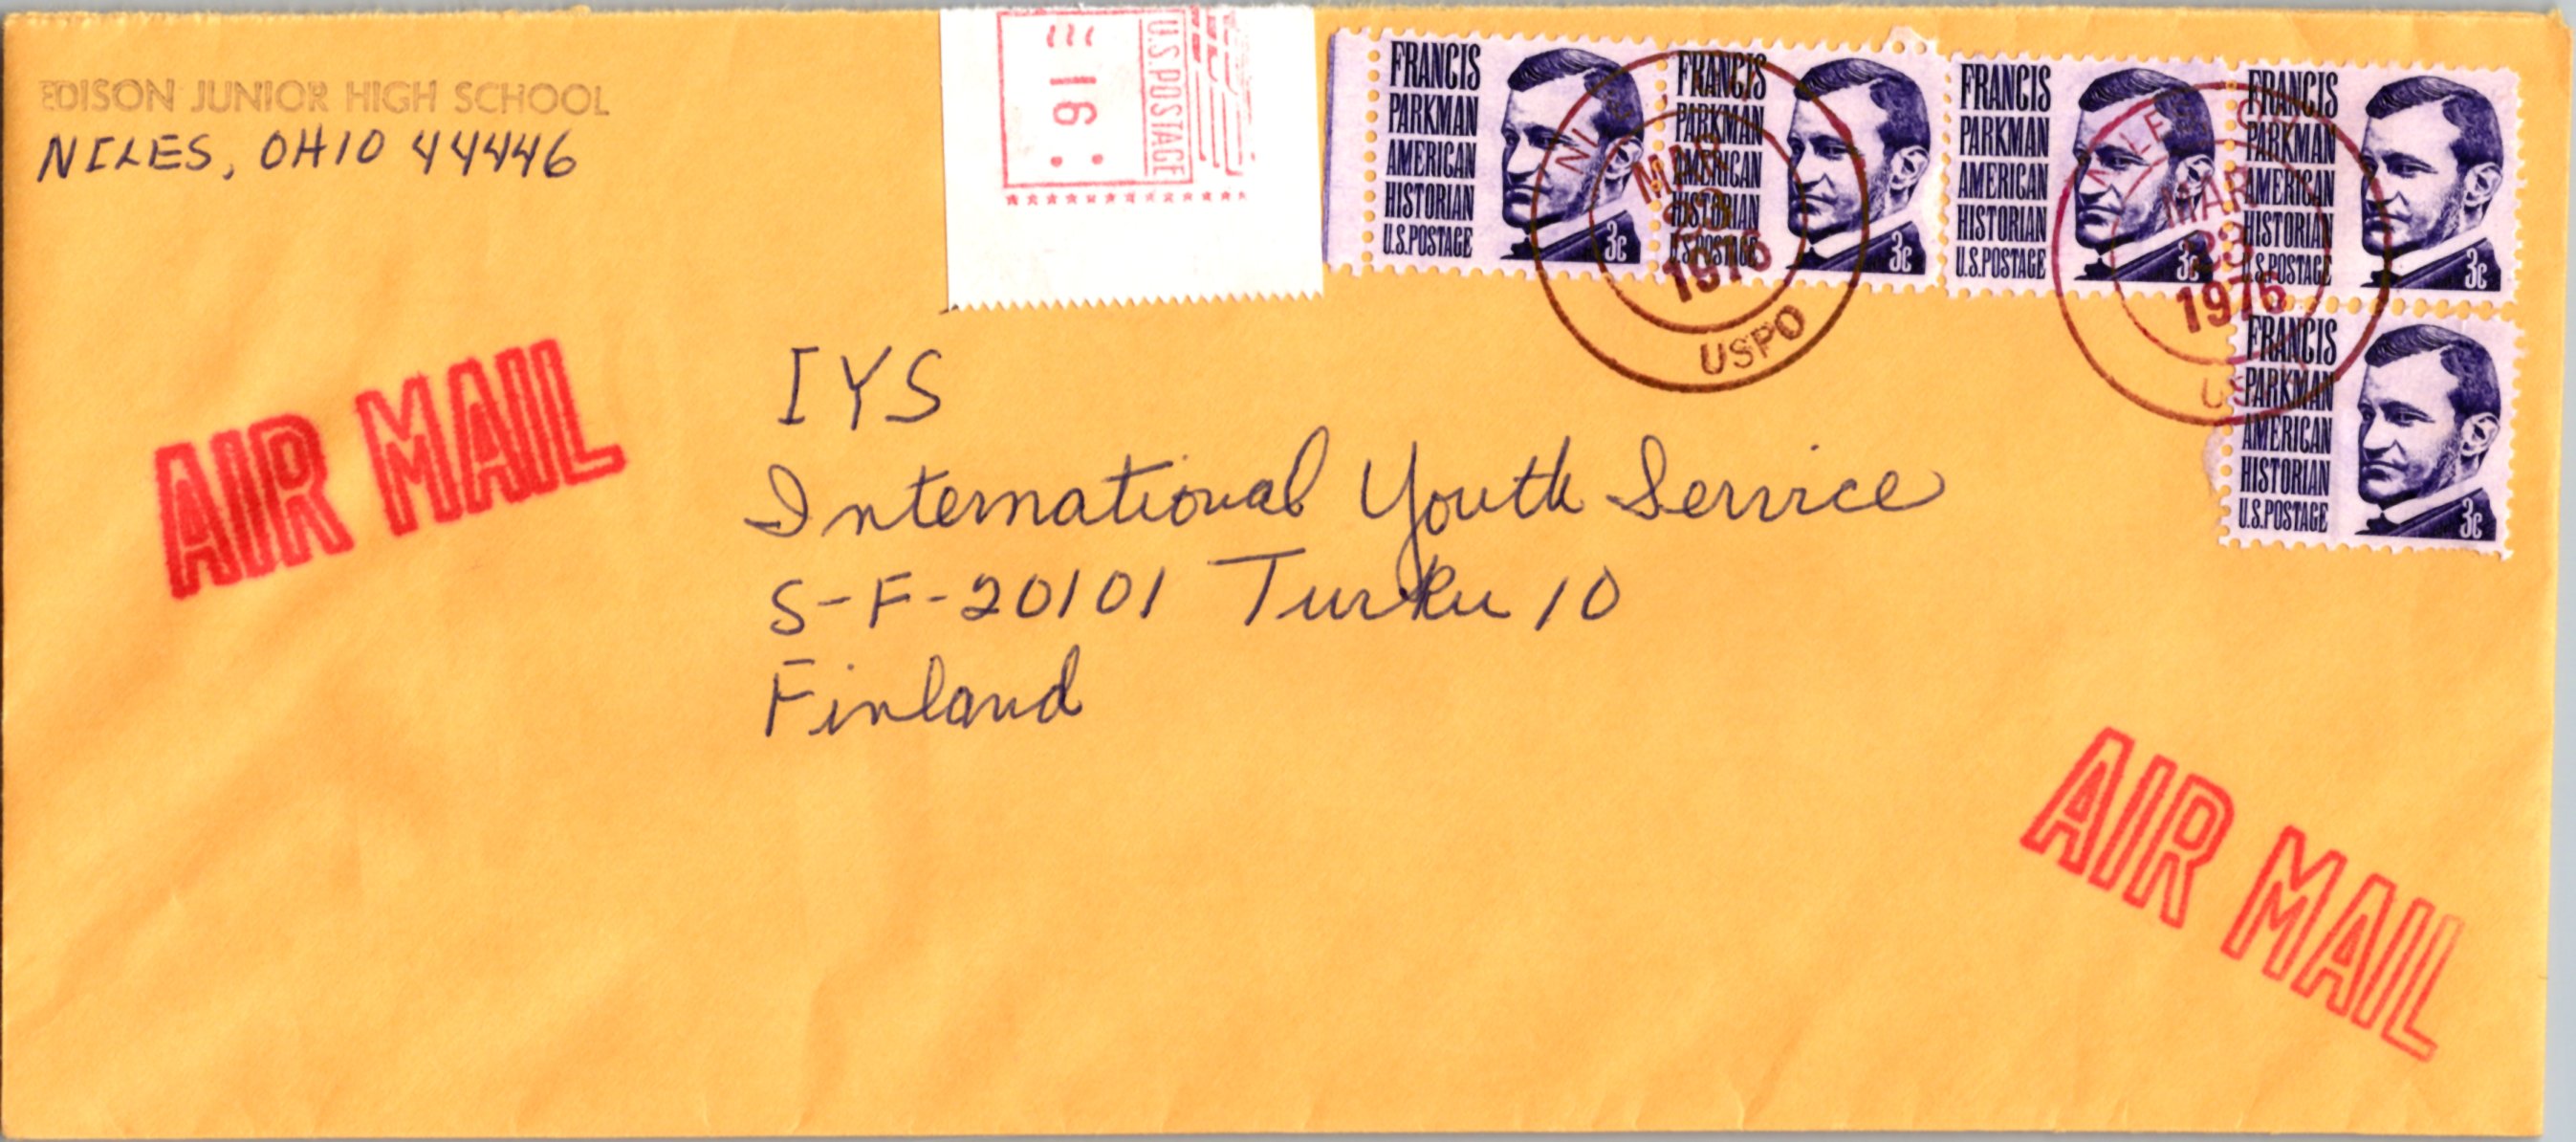 EDISON JUNIOR HIGH SCHOOL
NILES, OHIO 44446
U.S.POSTAGE
16
FRANCIS
PARKMAN
AMERICAN
HISTORIAN
U.S.POSTAGE
3c
FRANCIS
PARKMAN
AMERICAN
HISTORIAN
U.S.POSTAGE
3c
FRANCIS
PARKMAN
AMERICAN
HISTORIAN
U.S.POSTAGE
3c
FRANCIS
PARKMAN
AMERICAN
HISTORIAN
U.S.POSTAGE
3c
FRANCIS
PARKMAN
AMERICAN
HISTORIAN
U.S.POSTAGE
3c
MAR
USPO
MAR
23
1976
AIR MAIL
IYS
International Youth Service
S-F-20101 Turku 10
Finland
AIR MAIL